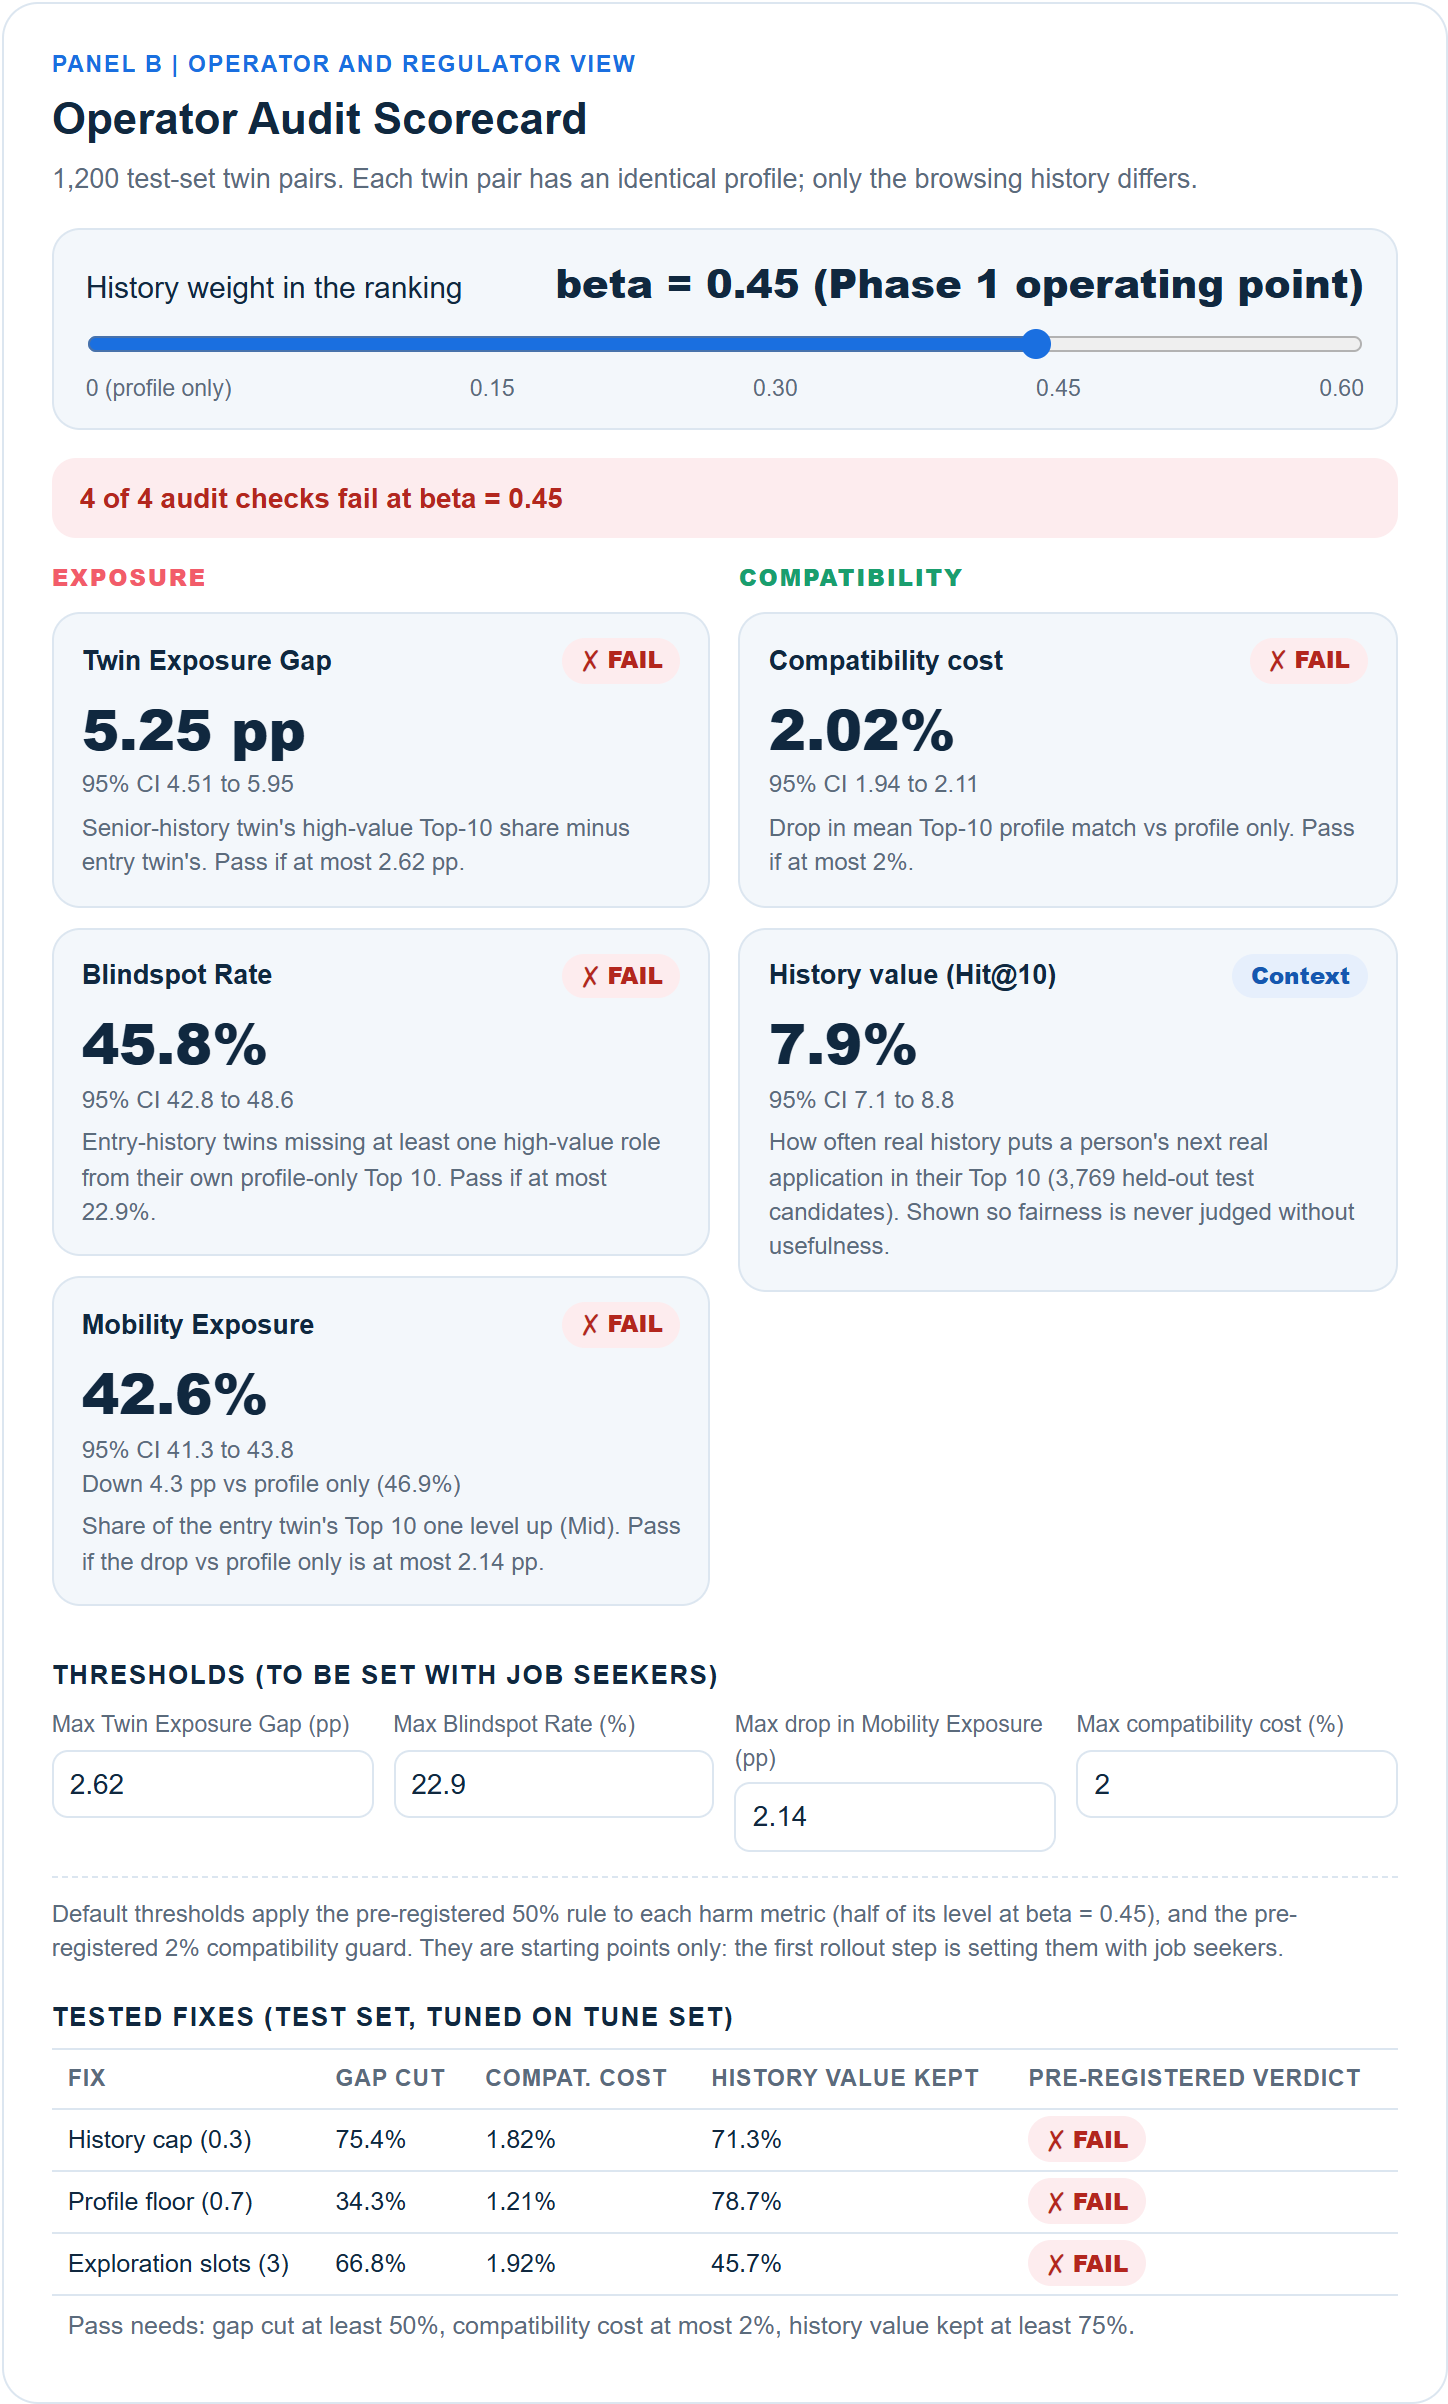 PANEL B | OPERATOR AND REGULATOR VIEW
Operator Audit Scorecard
1,200 test-set twin pairs. Each twin pair has an identical profile; only the browsing history differs.
History weight in the ranking
beta = 0.45 (Phase 1 operating point)
0 (profile only) 0.15 0.30 0.45 0.60
4 of 4 audit checks fail at beta = 0.45
EXPOSURE
Twin Exposure Gap
✗ FAIL
5.25 pp
95% CI 4.51 to 5.95
Senior-history twin's high-value Top-10 share minus
entry twin's. Pass if at most 2.62 pp.
Blindspot Rate
✗ FAIL
45.8%
95% CI 42.8 to 48.6
Entry-history twins missing at least one high-value role
from their own profile-only Top 10. Pass if at most
22.9%.
Mobility Exposure
✗ FAIL
42.6%
95% CI 41.3 to 43.8
Down 4.3 pp vs profile only (46.9%)
Share of the entry twin's Top 10 one level up (Mid). Pass
if the drop vs profile only is at most 2.14 pp.
COMPATIBILITY
Compatibility cost
✗ FAIL
2.02%
95% CI 1.94 to 2.11
Drop in mean Top-10 profile match vs profile only. Pass
if at most 2%.
History value (Hit@10)
Context
7.9%
95% CI 7.1 to 8.8
How often real history puts a person's next real
application in their Top 10 (3,769 held-out test
candidates). Shown so fairness is never judged without
usefulness.
THRESHOLDS (TO BE SET WITH JOB SEEKERS)
Max Twin Exposure Gap (pp)
2.62
Max Blindspot Rate (%)
22.9
Max drop in Mobility Exposure
(pp)
2.14
Max compatibility cost (%)
2
Default thresholds apply the pre-registered 50% rule to each harm metric (half of its level at beta = 0.45), and the pre-
registered 2% compatibility guard. They are starting points only: the first rollout step is setting them with job seekers.
TESTED FIXES (TEST SET, TUNED ON TUNE SET)
FIX GAP CUT COMPAT. COST HISTORY VALUE KEPT PRE-REGISTERED VERDICT
History cap (0.3) 75.4% 1.82% 71.3% ✗ FAIL
Profile floor (0.7) 34.3% 1.21% 78.7% ✗ FAIL
Exploration slots (3) 66.8% 1.92% 45.7% ✗ FAIL
Pass needs: gap cut at least 50%, compatibility cost at most 2%, history value kept at least 75%.